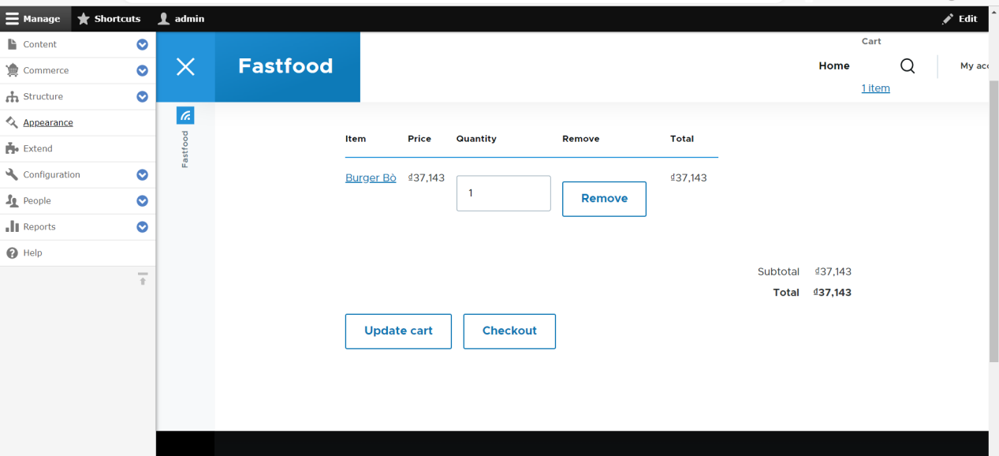 Manage Shortcuts admin Edit
Content
Commerce
Structure
Appearance
Extend
Configuration
People
Reports
Help
Fastfood
Cart
Home
1 item
My acc
Fastfood
Item Price Quantity Remove Total
Burger Bò ₫37,143 1 Remove ₫37,143
Subtotal ₫37,143
Total ₫37,143
Update cart Checkout